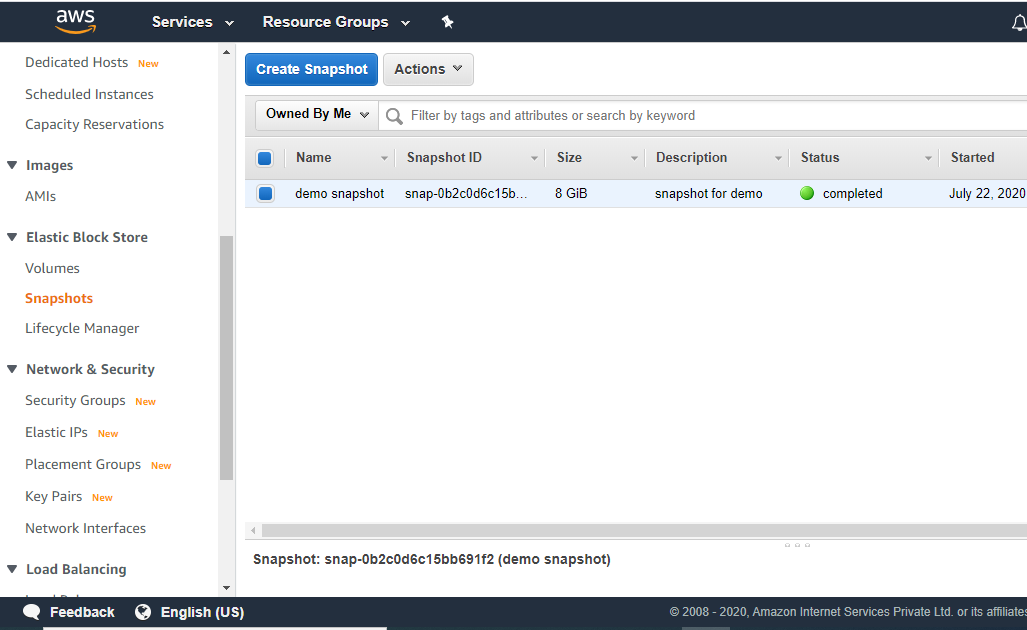 aws Services Resource Groups
Dedicated Hosts New
Scheduled Instances
Capacity Reservations
Images
AMIs
Elastic Block Store
Volumes
Snapshots
Lifecycle Manager
Network & Security
Security Groups New
Elastic IPs New
Placement Groups New
Key Pairs New
Network Interfaces
Load Balancing
Create Snapshot Actions
Owned By Me Filter by tags and attributes or search by keyword
Name Snapshot ID Size Description Status Started
demo snapshot snap-0b2c0d6c15b... 8 GiB snapshot for demo completed July 22, 2020
Snapshot: snap-0b2c0d6c15bb691f2 (demo snapshot)
Feedback English (US) © 2008 - 2020, Amazon Internet Services Private Ltd. or its affiliates